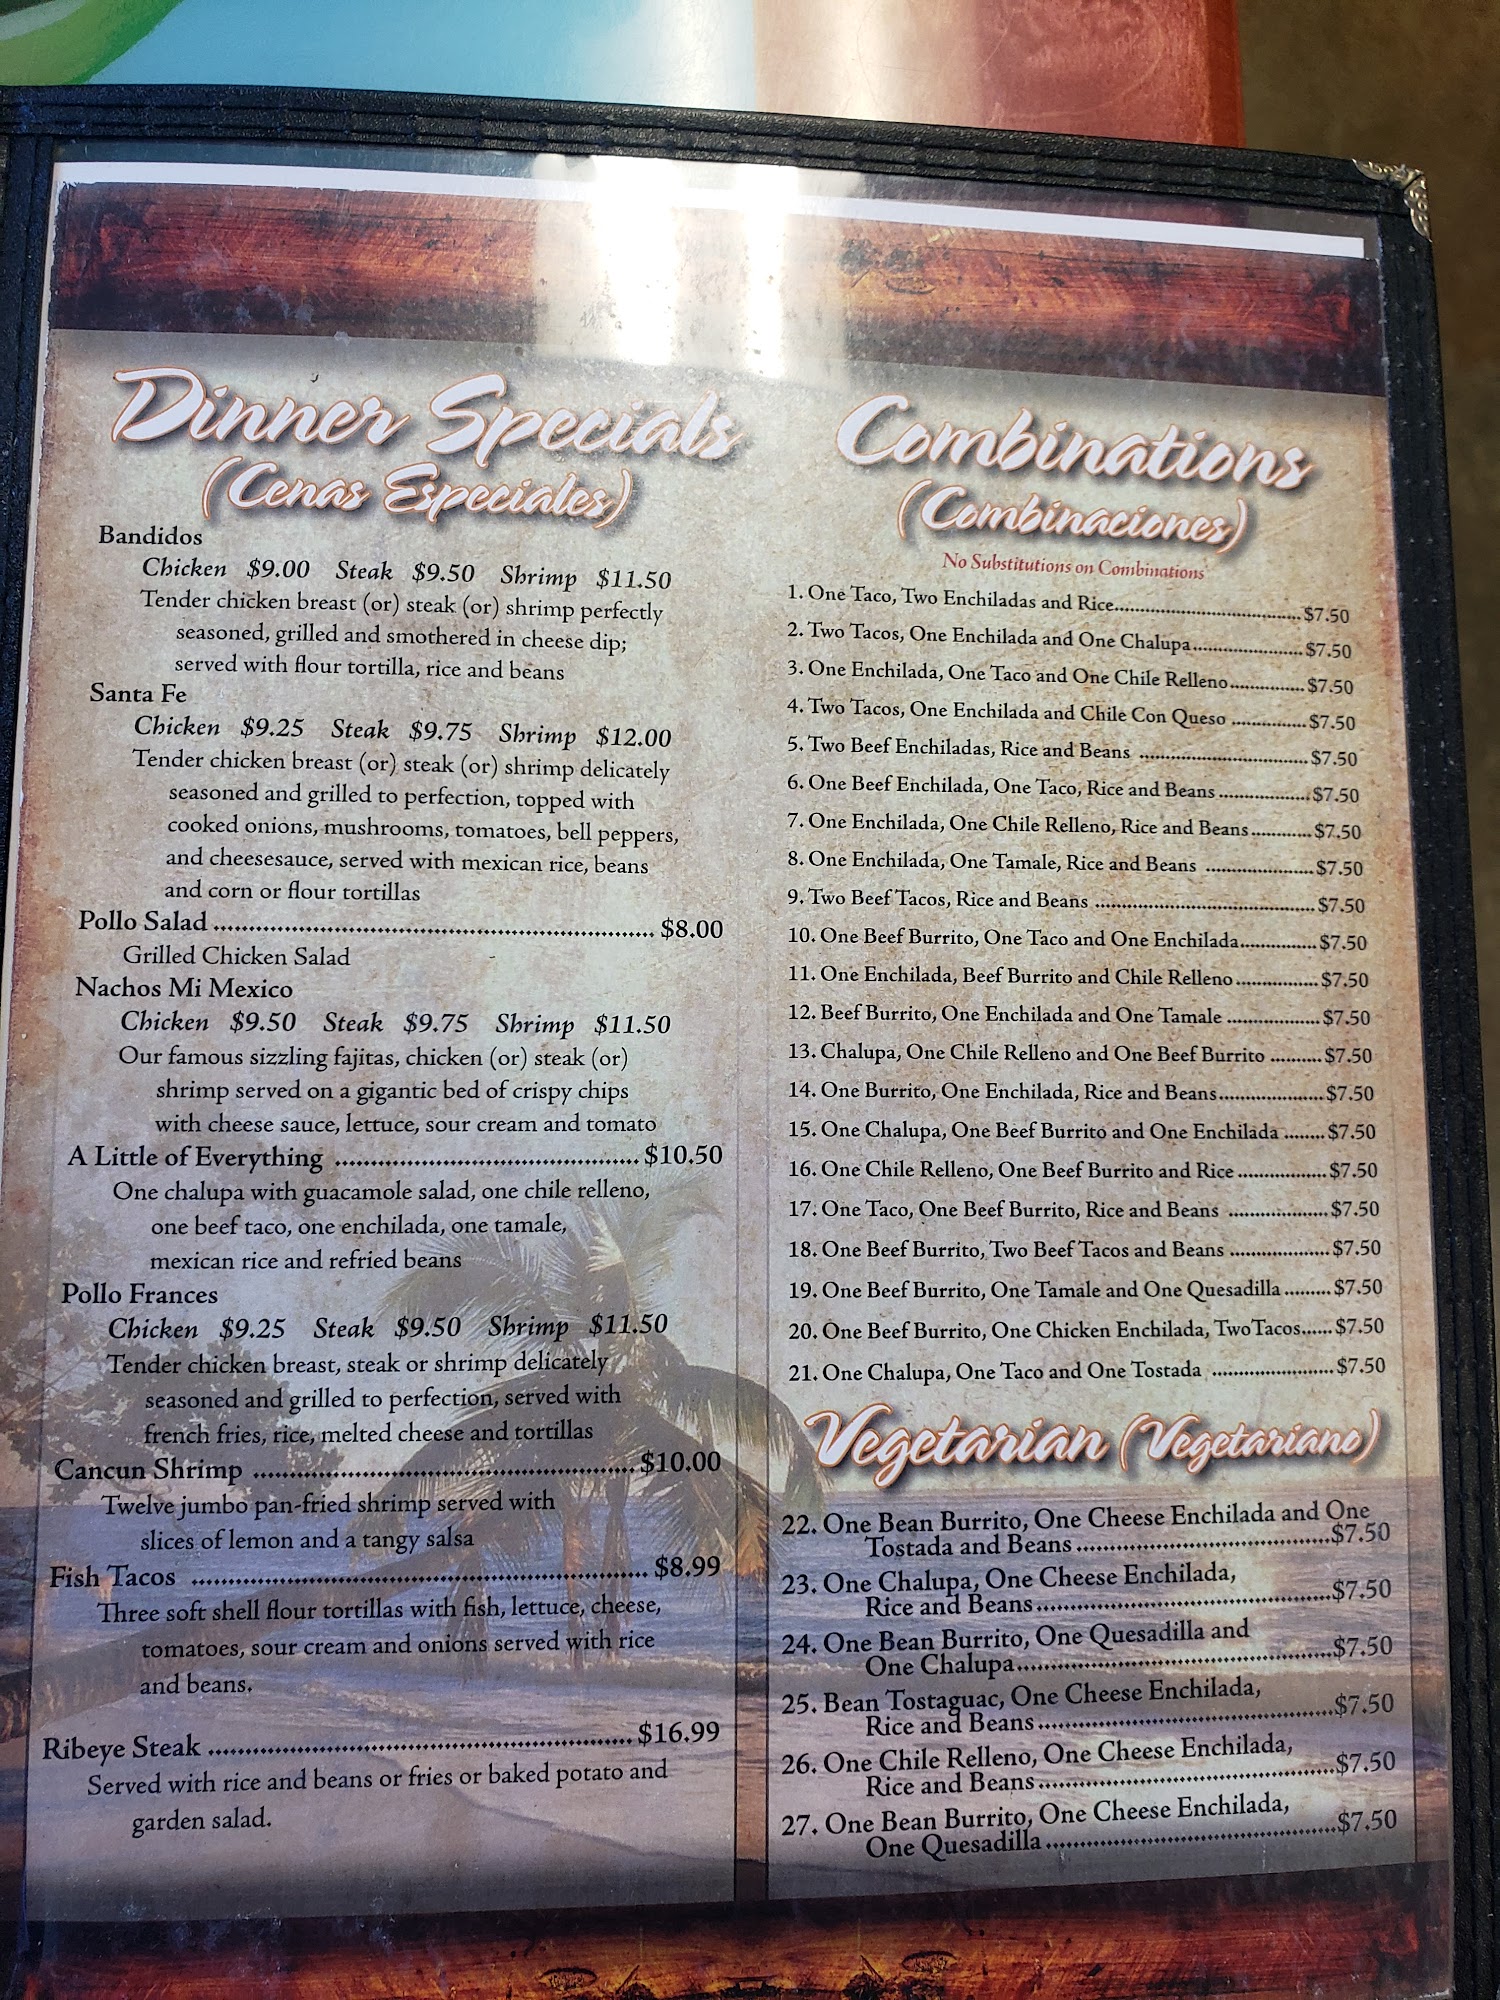 Dinner Specials
(Cenas Especiales)
Bandidos
Chicken $9.00 Steak $9.50 Shrimp $11.50
Tender chicken breast (or) steak (or) shrimp perfectly
seasoned, grilled and smothered in cheese dip;
served with flour tortilla, rice and beans
Santa Fe
Chicken $9.25 Steak $9.75 Shrimp $12.00
Tender chicken breast (or) steak (or) shrimp delicately
seasoned and grilled to perfection, topped with
cooked onions, mushrooms, tomatoes, bell peppers,
and cheesesauce, served with mexican rice, beans
and corn or flour tortillas
Pollo Salad ........ $8.00
Grilled Chicken Salad
Nachos Mi Mexico
Chicken $9.50 Steak $9.75 Shrimp $11.50
Our famous sizzling fajitas, chicken (or) steak (or)
shrimp served on a gigantic bed of crispy chips
with cheese sauce, lettuce, sour cream and tomato
A Little of Everything ........ $10.50
One chalupa with guacamole salad, one chile relleno,
one beef taco, one enchilada, one tamale,
mexican rice and refried beans
Pollo Frances
Chicken $9.25 Steak $9.50 Shrimp $11.50
Tender chicken breast, steak or shrimp delicately
seasoned and grilled to perfection, served with
french fries, rice, melted cheese and tortillas
Cancun Shrimp ........ $10.00
Twelve jumbo pan-fried shrimp served with
slices of lemon and a tangy salsa
Fish Tacos ........ $8.99
Three soft shell flour tortillas with fish, lettuce, cheese,
tomatoes, sour cream and onions served with rice
and beans.
Ribeye Steak ........ $16.99
Served with rice and beans or fries or baked potato and
garden salad.
Combinations
(Combinaciones)
No Substitutions on Combinations
1. One Taco, Two Enchiladas and Rice........$7.50
2. Two Tacos, One Enchilada and One Chalupa........$7.50
3. One Enchilada, One Taco and One Chile Relleno........$7.50
4. Two Tacos, One Enchilada and Chile Con Queso ........$7.50
5. Two Beef Enchiladas, Rice and Beans ........$7.50
6. One Beef Enchilada, One Taco, Rice and Beans ........$7.50
7. One Enchilada, One Chile Relleno, Rice and Beans........$7.50
8. One Enchilada, One Tamale, Rice and Beans ........$7.50
9. Two Beef Tacos, Rice and Beans ........$7.50
10. One Beef Burrito, One Taco and One Enchilada........$7.50
11. One Enchilada, Beef Burrito and Chile Relleno........$7.50
12. Beef Burrito, One Enchilada and One Tamale ........$7.50
13. Chalupa, One Chile Relleno and One Beef Burrito ........$7.50
14. One Burrito, One Enchilada, Rice and Beans........$7.50
15. One Chalupa, One Beef Burrito and One Enchilada ........$7.50
16. One Chile Relleno, One Beef Burrito and Rice ........$7.50
17. One Taco, One Beef Burrito, Rice and Beans ........$7.50
18. One Beef Burrito, Two Beef Tacos and Beans ........$7.50
19. One Beef Burrito, One Tamale and One Quesadilla ........$7.50
20. One Beef Burrito, One Chicken Enchilada, Two Tacos......$7.50
21. One Chalupa, One Taco and One Tostada ........$7.50
Vegetarian (Vegetariano)
22. One Bean Burrito, One Cheese Enchilada and One
Tostada and Beans ........$7.50
23. One Chalupa, One Cheese Enchilada,
Rice and Beans........$7.50
24. One Bean Burrito, One Quesadilla and
One Chalupa........$7.50
25. Bean Tostaguac, One Cheese Enchilada,
Rice and Beans........$7.50
26. One Chile Relleno, One Cheese Enchilada,
Rice and Beans........$7.50
27. One Bean Burrito, One Cheese Enchilada,
One Quesadilla........$7.50